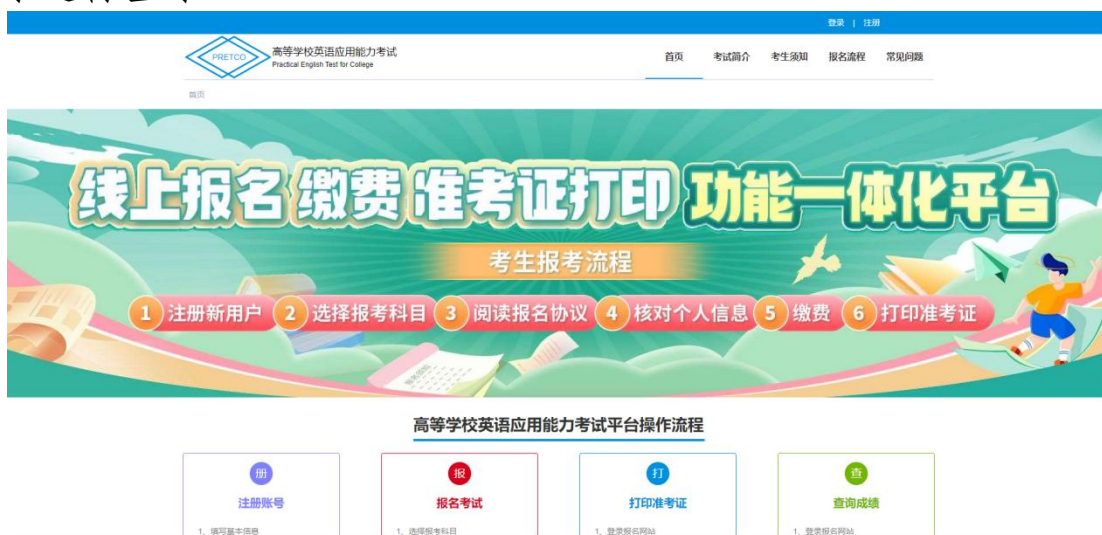 登录 | 注册
PRETCO
高等学校英语应用能力考试
Practical English Test for College
首页 考试简介 考生须知 报名流程 常见问题
首页
线上报名 缴费 准考证打印 功能一体化平台
考生报考流程
1 注册新用户 2 选择报考科目 3 阅读报名协议 4 核对个人信息 5 缴费 6 打印准考证
高等学校英语应用能力考试平台操作流程
册 报 打 查
注册账号 报名考试 打印准考证 查询成绩
1、填写基本信息 1、选择报考科目 1、登录报名网站 1、登录报名网站